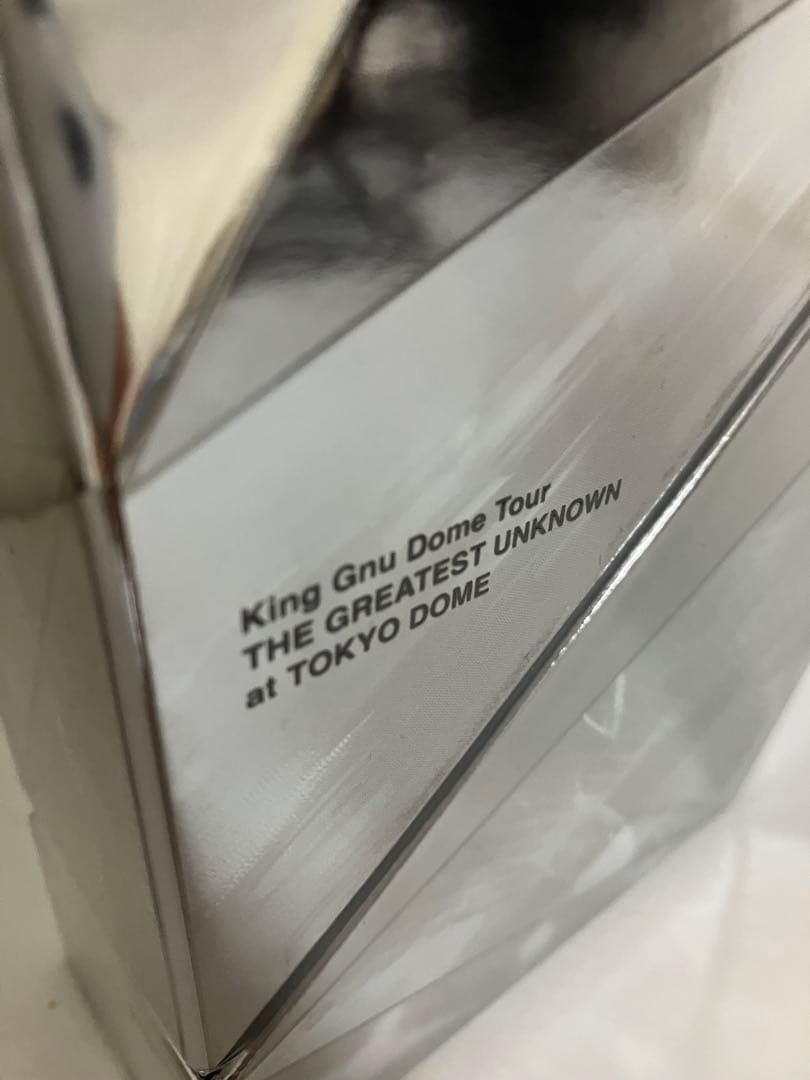 King Gnu Dome Tour
THE GREATEST UNKNOWN
at TOKYO DOME